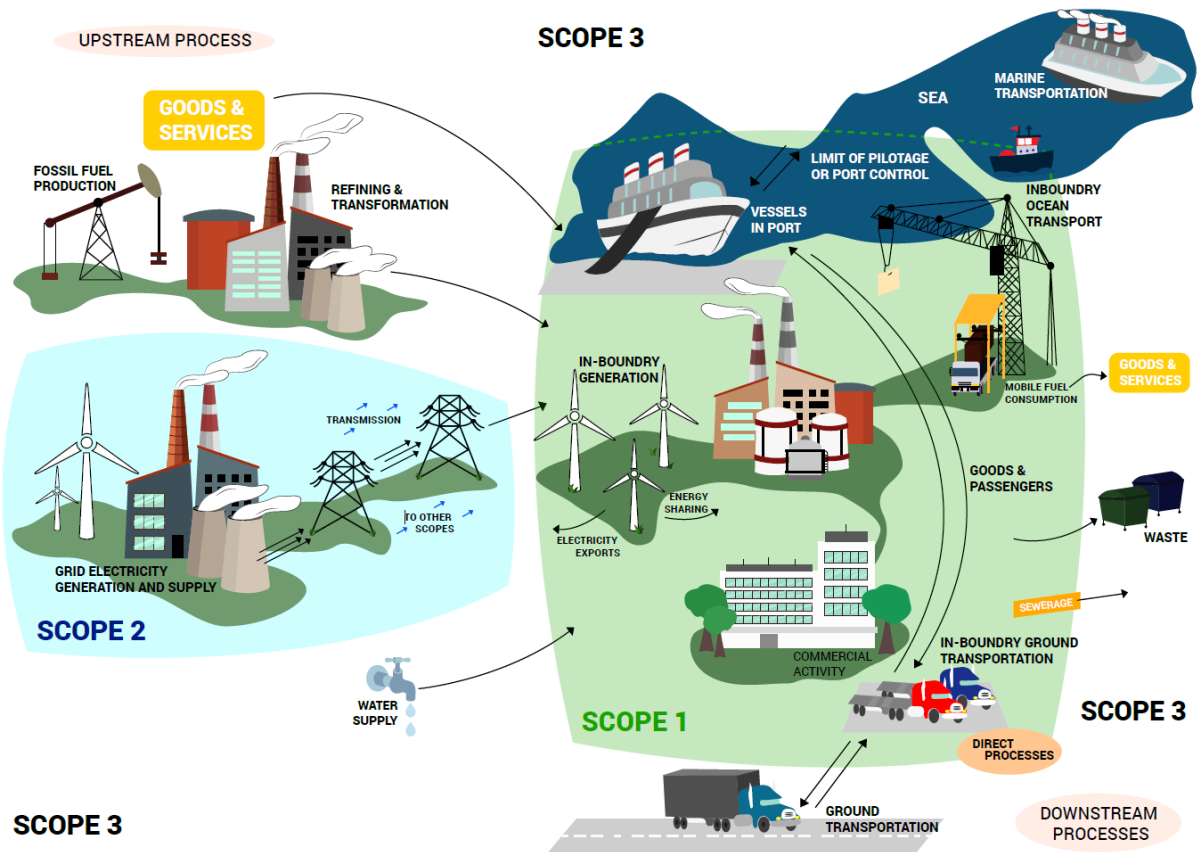 UPSTREAM PROCESS
SCOPE 3
GOODS &
SERVICES
FOSSIL FUEL
PRODUCTION
REFINING &
TRANSFORMATION
SEA
MARINE
TRANSPORTATION
LIMIT OF PILOTAGE
OR PORT CONTROL
VESSELS
IN PORT
INBOUNDRY
OCEAN
TRANSPORT
IN-BOUNDRY
GENERATION
MOBILE FUEL
CONSUMPTION
GOODS &
SERVICES
TRANSMISSION
TO OTHER
SCOPES
GRID ELECTRICITY
GENERATION AND SUPPLY
SCOPE 2
ENERGY
SHARING
ELECTRICITY
EXPORTS
GOODS &
PASSENGERS
WASTE
SEWERAGE
COMMERCIAL
ACTIVITY
IN-BOUNDRY GROUND
TRANSPORTATION
WATER
SUPPLY
SCOPE 1
SCOPE 3
DIRECT
PROCESSES
GROUND
TRANSPORTATION
SCOPE 3
DOWNSTREAM
PROCESSES